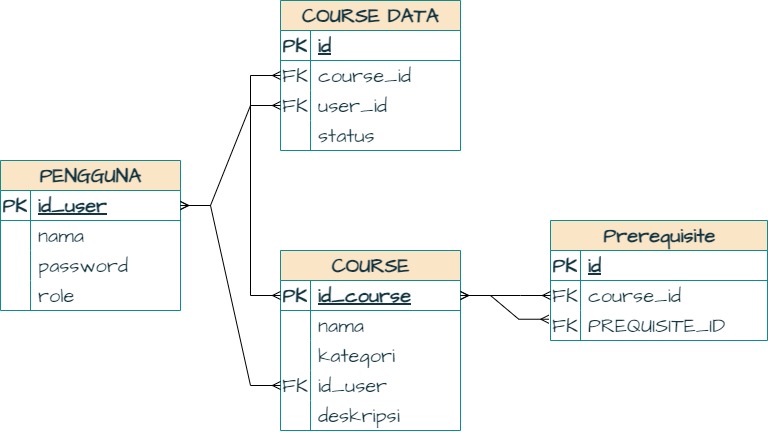 COURSE DATA
PK id
FK course_id
FK user_id
status
PENGGUNA
PK id_user
nama
password
role
COURSE
PK id_course
nama
kategori
FK id_user
deskripsi
Prerequisite
PK id
FK course_id
FK PREQUISITE_ID